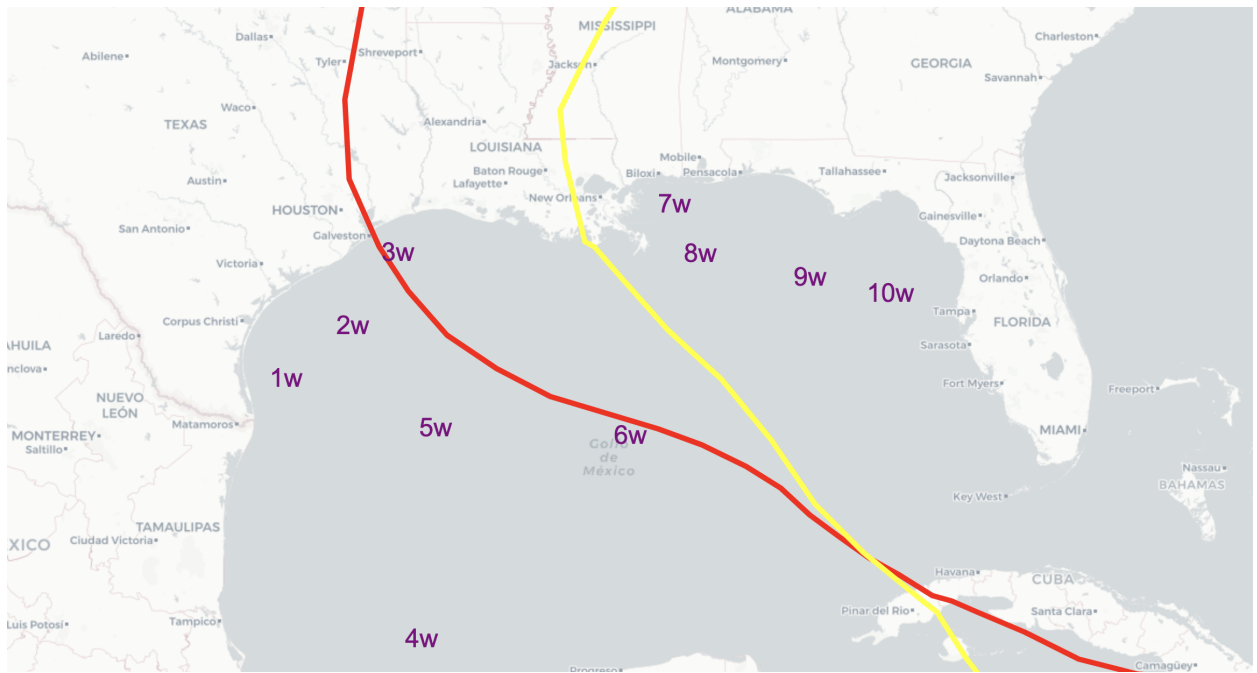 MISSISSIPPI
ALABAMA
Dallas
Charleston
Abilene
Shreveport
Tyler
Jackson
Montgomery
GEORGIA
Savannah
Waco
TEXAS
Alexandria
LOUISIANA
Mobile
Baton Rouge
Biloxi
Pensacola
Tallahassee
Jacksonville
Austin
Lafayette
New Orleans
HOUSTON
7w
Gainesville
San Antonio
Galveston
Daytona Beach
3w
8w
Victoria
9w
Orlando
10w
Corpus Christi
2w
Tampa
FLORIDA
Laredo
AHUILA
Sarasota
nclova
1w
Fort Myers
Freeport
NUEVO
LEÓN
Matamoros
5w
6w
MIAMI
MONTERREY
Saltillo
Golfo
de
México
Nassau
BAHAMAS
Key West
TAMAULIPAS
Ciudad Victoria
XICO
Havana
CUBA
Pinar del Río
Santa Clara
Luis Potosí
Tampico
4w
Progreso
Camagüey